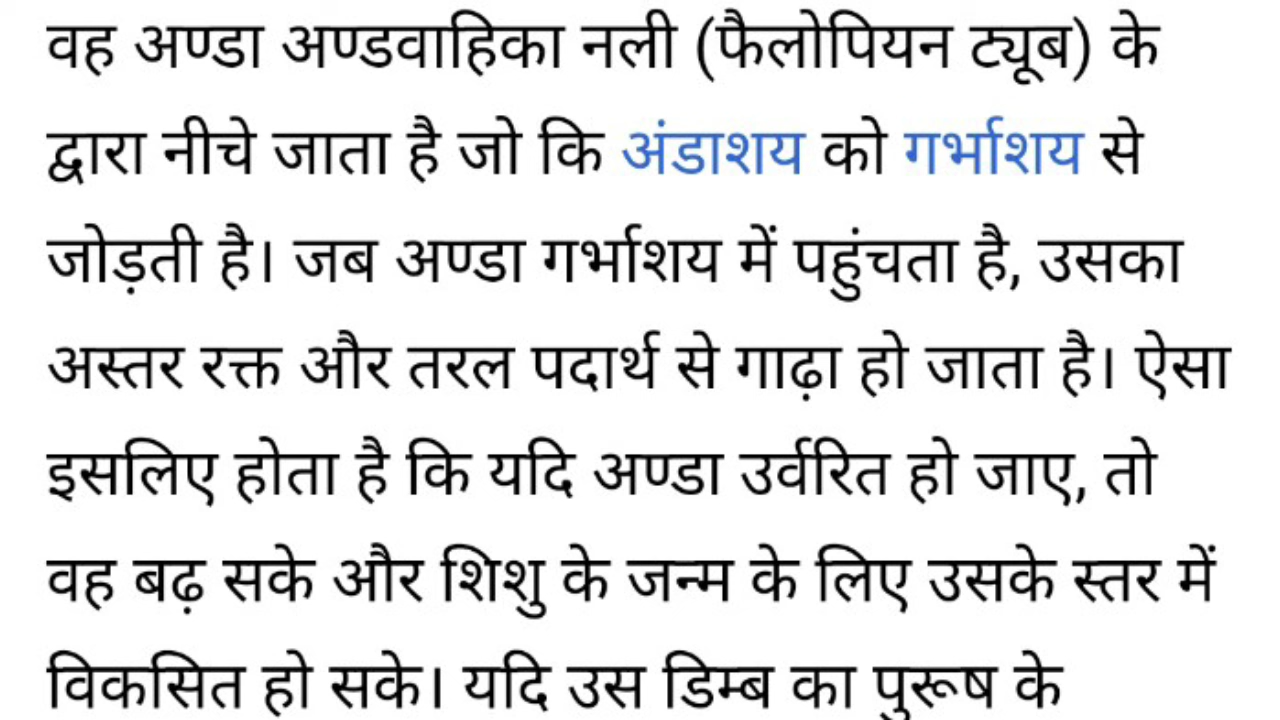 वह अण्डा अण्डवाहिका नली (फैलोपियन ट्यूब) के
द्वारा नीचे जाता है जो कि अंडाशय को गर्भाशय से
जोड़ती है। जब अण्डा गर्भाशय में पहुंचता है, उसका
अस्तर रक्त और तरल पदार्थ से गाढ़ा हो जाता है। ऐसा
इसलिए होता है कि यदि अण्डा उर्वरित हो जाए, तो
वह बढ़ सके और शिशु के जन्म के लिए उसके स्तर में
विकसित हो सके। यदि उस डिम्ब का पुरूष के